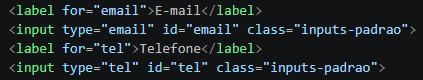 <label for="email">E-mail</label>
<input type="email" id="email" class="inputs-padrao">
<label for="tel">Telefone</label>
<input type="tel" id="tel" class="inputs-padrao">